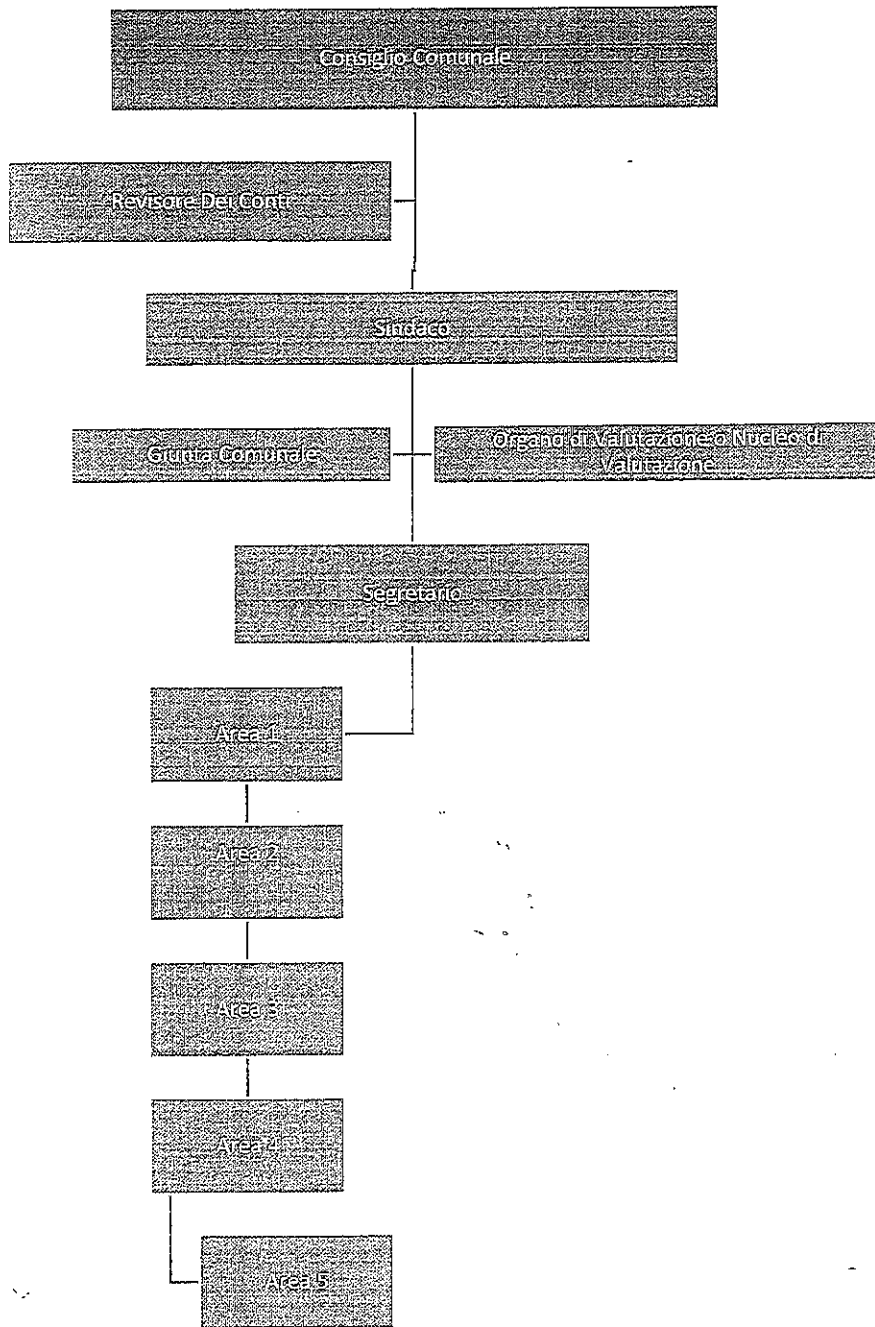 Consiglio Comunale
Revisore Dei Conti
Sindaco
Giunta Comunale
Organo di Valutazione o Nucleo di
Valutazione
Segretario
Area 1
Area 2
Area 3
Area 4
Area 5